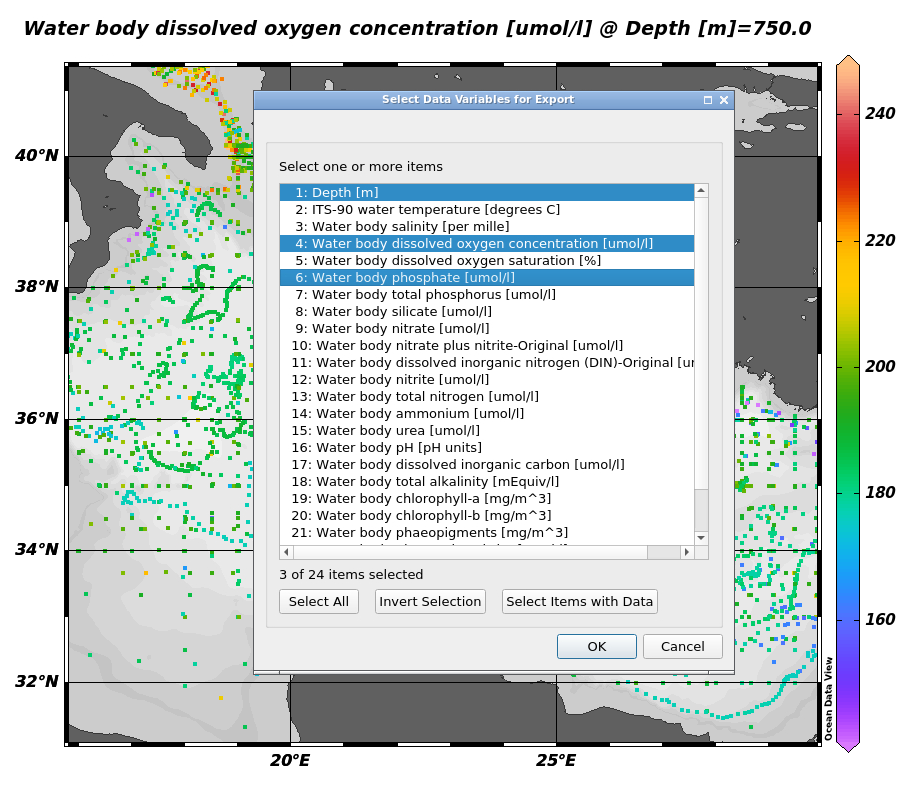 Water body dissolved oxygen concentration [umol/l] @ Depth [m]=750.0
Select Data Variables for Export
Select one or more items
1: Depth [m]
2: ITS-90 water temperature [degrees C]
3: Water body salinity [per mille]
4: Water body dissolved oxygen concentration [umol/l]
5: Water body dissolved oxygen saturation [%]
6: Water body phosphate [umol/l]
7: Water body total phosphorus [umol/l]
8: Water body silicate [umol/l]
9: Water body nitrate [umol/l]
10: Water body nitrate plus nitrite-Original [umol/l]
11: Water body dissolved inorganic nitrogen (DIN)-Original [ur
12: Water body nitrite [umol/l]
13: Water body total nitrogen [umol/l]
14: Water body ammonium [umol/l]
15: Water body urea [umol/l]
16: Water body pH [pH units]
17: Water body dissolved inorganic carbon [umol/l]
18: Water body total alkalinity [mEquiv/l]
19: Water body chlorophyll-a [mg/m^3]
20: Water body chlorophyll-b [mg/m^3]
21: Water body phaeopigments [mg/m^3]
3 of 24 items selected
Select All
Invert Selection
Select Items with Data
OK
Cancel
40°N
38°N
36°N
34°N
32°N
20°E
25°E
240
220
200
180
160
Ocean Data View